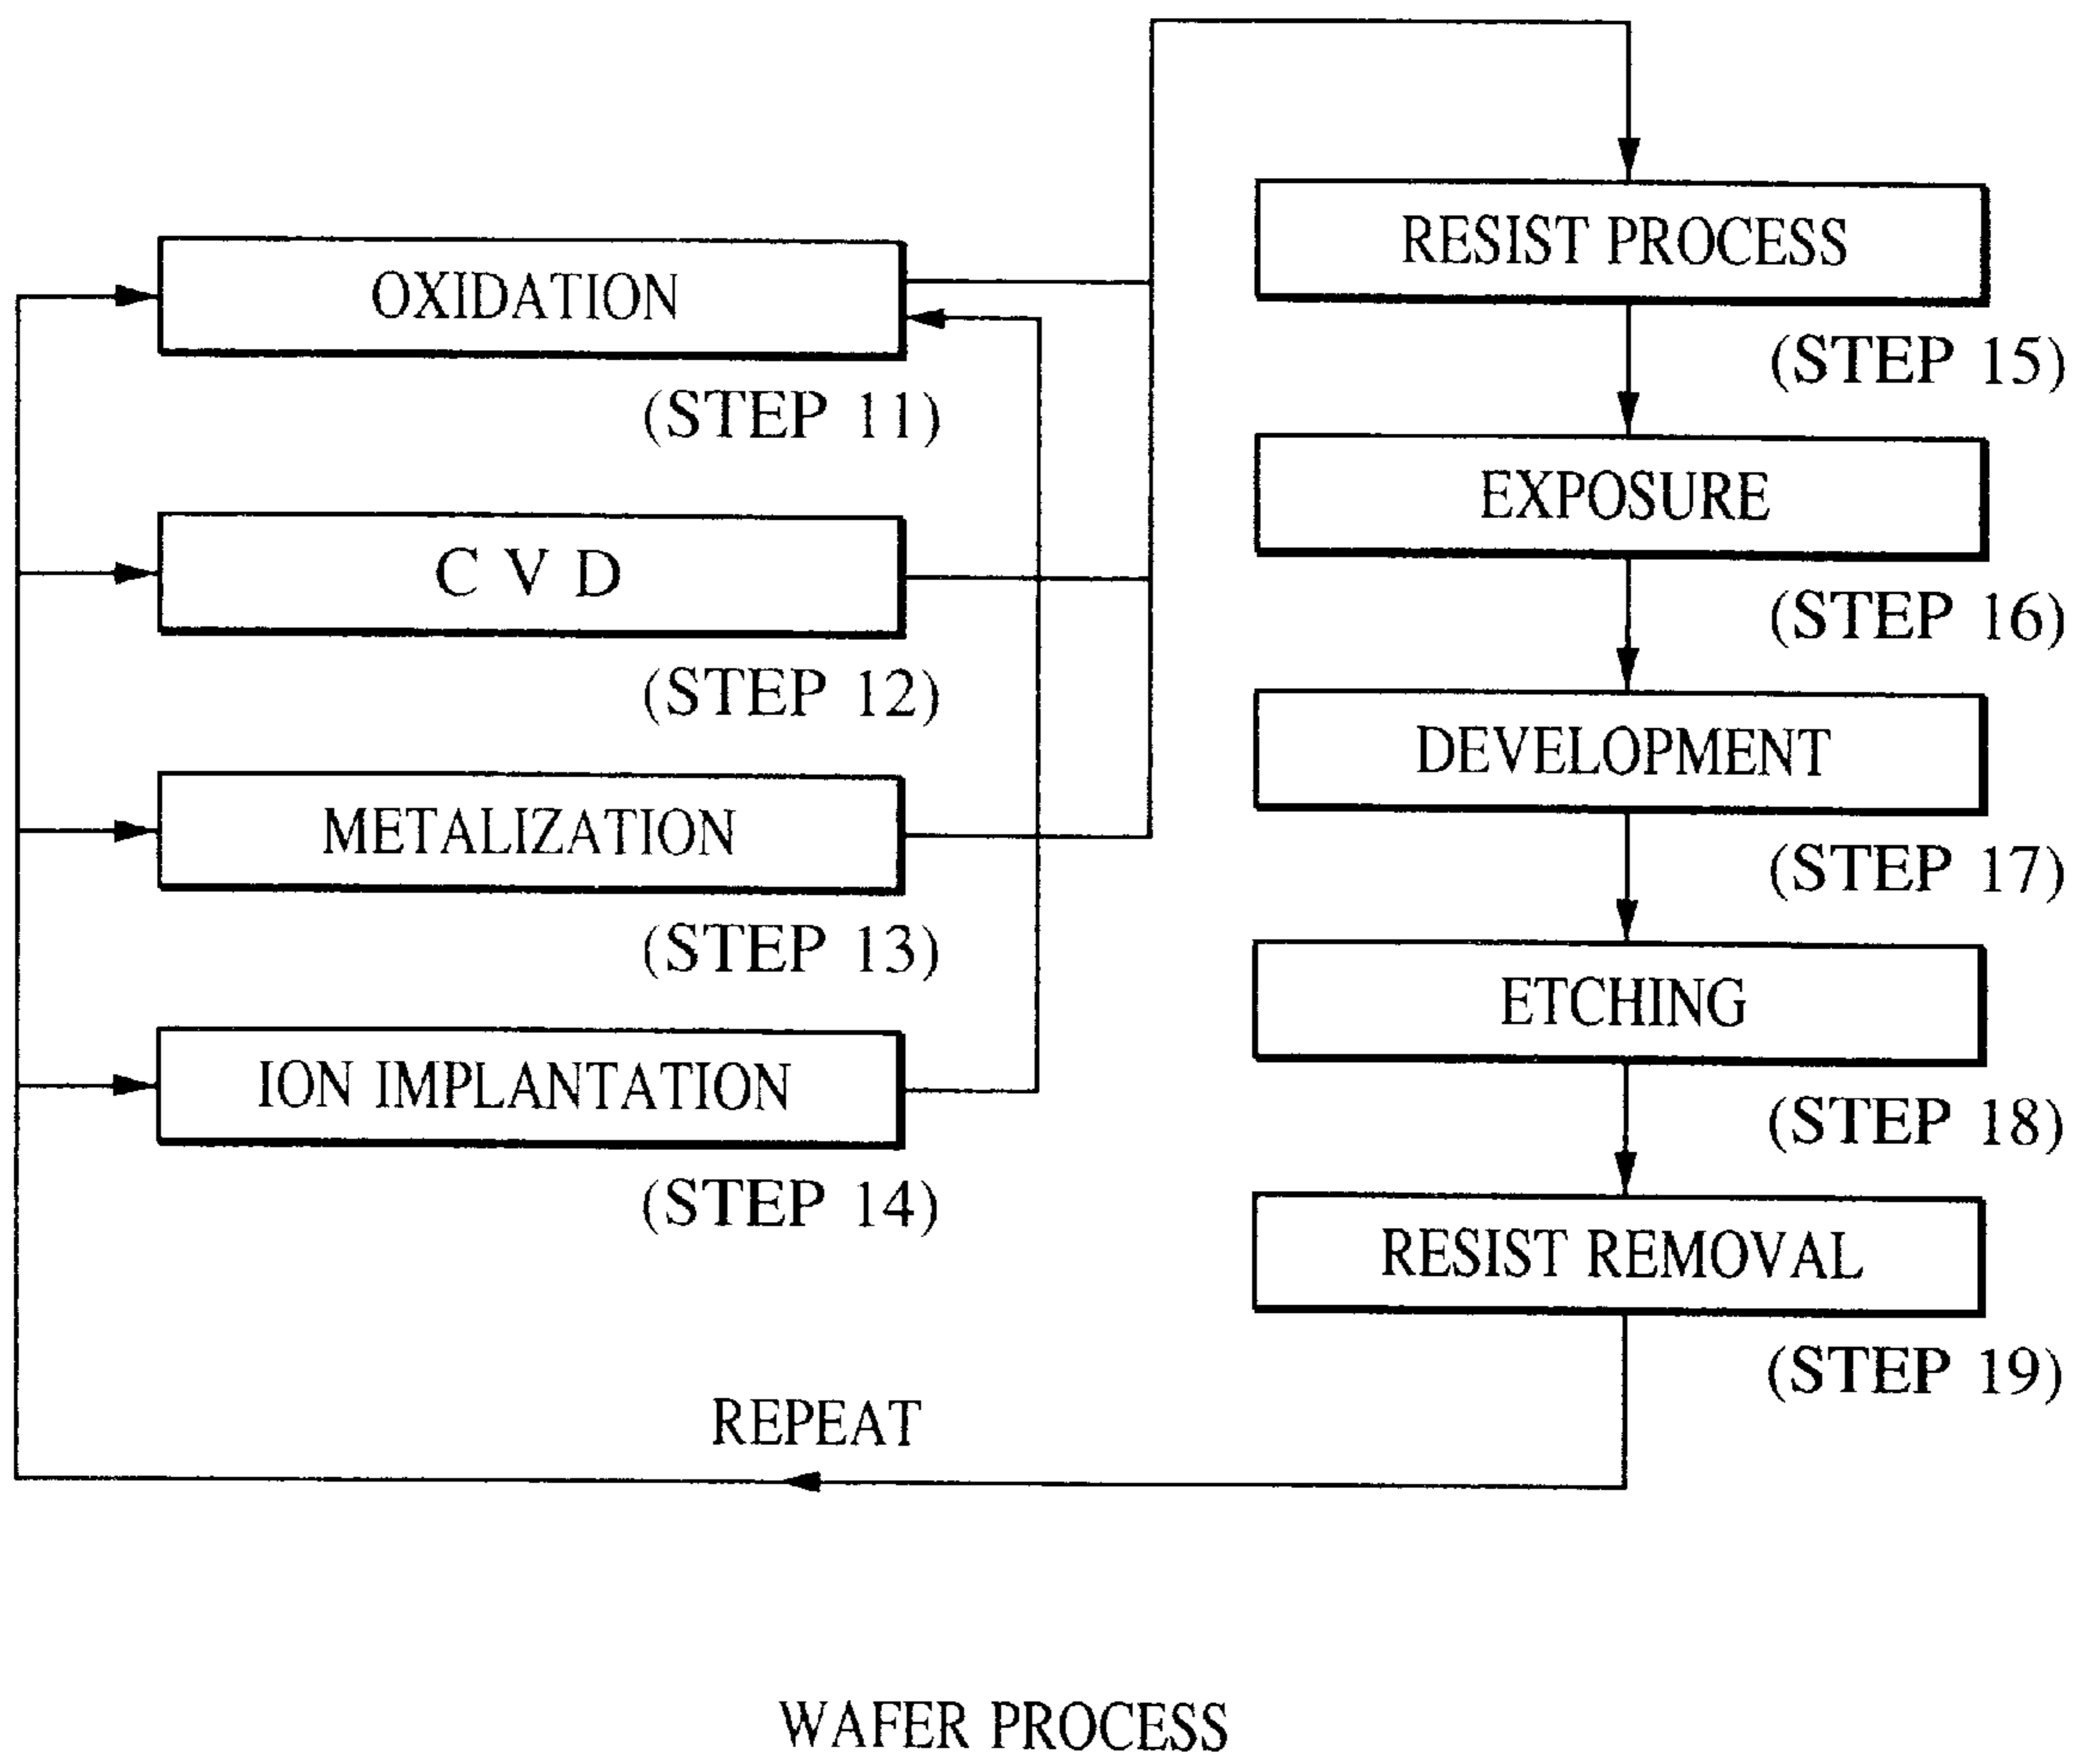 OXIDATION
(STEP 11)
C V D
(STEP 12)
METALIZATION
(STEP 13)
ION IMPLANTATION
(STEP 14)
RESIST PROCESS
(STEP 15)
EXPOSURE
(STEP 16)
DEVELOPMENT
(STEP 17)
ETCHING
(STEP 18)
RESIST REMOVAL
(STEP 19)
REPEAT
WAFER PROCESS